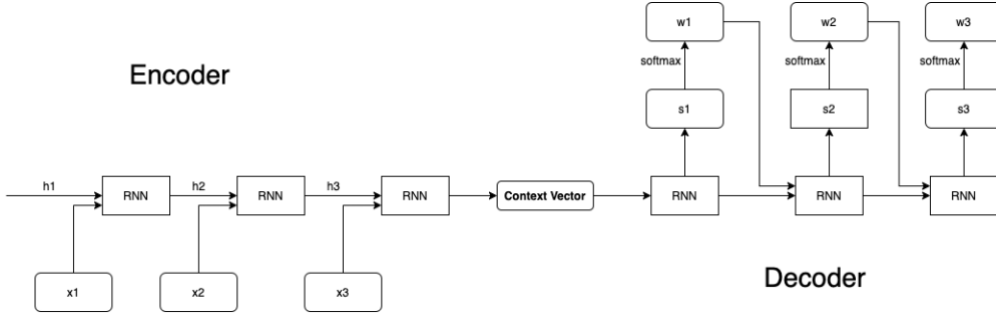 w1
w2
w3
softmax
softmax
softmax
Encoder
s1
s2
s3
h1
h2
h3
RNN
RNN
RNN
Context Vector
RNN
RNN
RNN
x1
x2
x3
Decoder